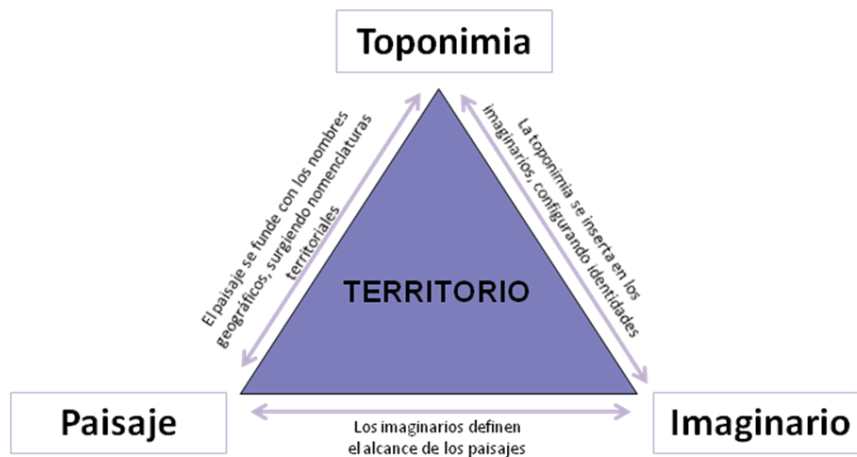 Toponimia
El paisaje se funde con los nombres
geográficos, surgiendo nomenclaturas
territoriales
La toponimia se inserta en los
imaginarios, configurando identidades
TERRITORIO
Paisaje
Los imaginarios definen
el alcance de los paisajes
Imaginario